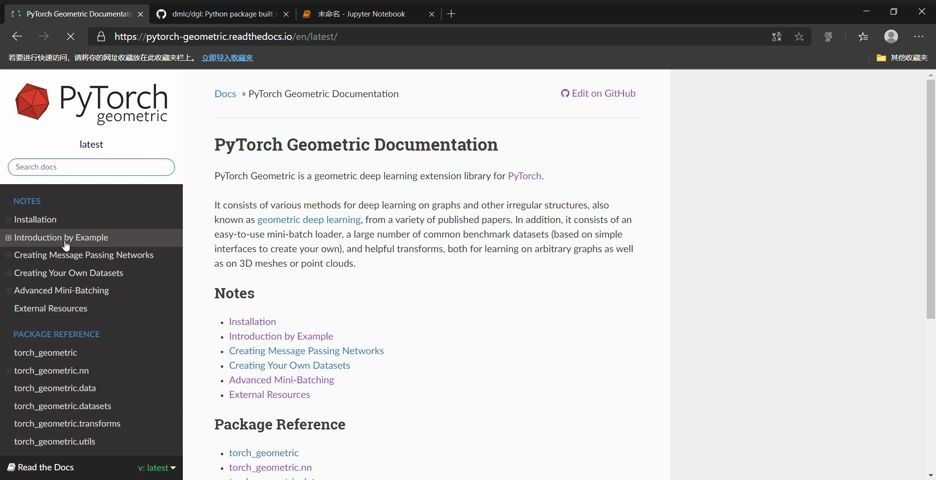 PyTorch Geometric Documentati
dmlc/dgl: Python package built
未命名 - Jupyter Notebook
https://pytorch-geometric.readthedocs.io/en/latest/
若要进行快速访问，请将你的网址收藏放在此收藏夹栏上。 立即导入收藏夹
其他收藏夹
PyTorch
geometric
latest
Search docs
NOTES
Installation
Introduction by Example
Creating Message Passing Networks
Creating Your Own Datasets
Advanced Mini-Batching
External Resources
PACKAGE REFERENCE
torch_geometric
torch_geometric.nn
torch_geometric.data
torch_geometric.datasets
torch_geometric.transforms
torch_geometric.utils
Read the Docs
v: latest
Docs » PyTorch Geometric Documentation
Edit on GitHub
PyTorch Geometric Documentation
PyTorch Geometric is a geometric deep learning extension library for PyTorch.
It consists of various methods for deep learning on graphs and other irregular structures, also
known as geometric deep learning, from a variety of published papers. In addition, it consists of an
easy-to-use mini-batch loader, a large number of common benchmark datasets (based on simple
interfaces to create your own), and helpful transforms, both for learning on arbitrary graphs as well
as on 3D meshes or point clouds.
Notes
Installation
Introduction by Example
Creating Message Passing Networks
Creating Your Own Datasets
Advanced Mini-Batching
External Resources
Package Reference
torch_geometric
torch_geometric.nn